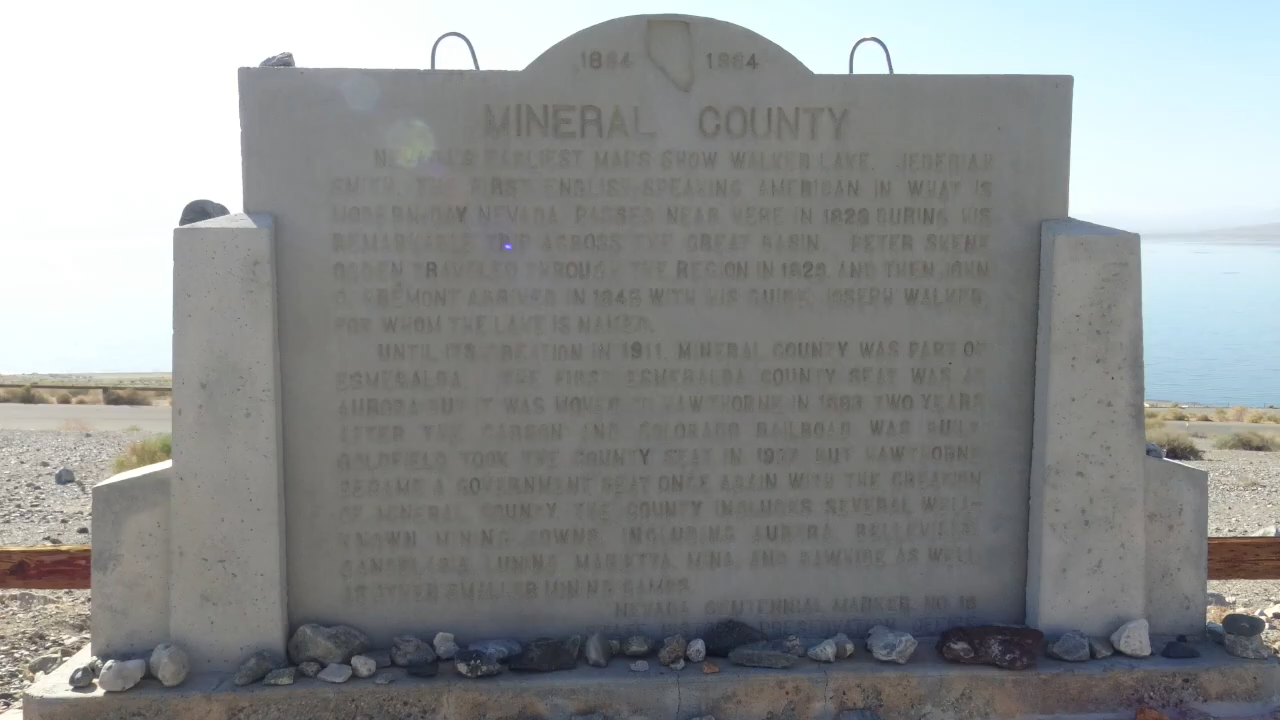 1864 1964
MINERAL COUNTY
NEVADA'S EARLIEST MAPS SHOW WALKER LAKE. JEDEDIAH
SMITH, THE FIRST ENGLISH-SPEAKING AMERICAN IN WHAT IS
MODERN-DAY NEVADA, PASSED NEAR HERE IN DURING HIS
REMARKABLE TRIP ACROSS THE GREAT BASIN. PETER SKENE
OGDEN TRAVELED THROUGH THE REGION IN AND THEN JOHN
C. FREMONT ARRIVED IN 1845 WITH HIS GUIDE, JOSEPH WALKER,
FOR WHOM THE LAKE IS NAMED.
UNTIL ITS CREATION IN 1911, MINERAL COUNTY WAS PART OF
ESMERALDA. THE FIRST ESMERALDA COUNTY SEAT WAS AT
AURORA BUT IT WAS MOVED TO HAWTHORNE IN 1883 TWO YEARS
AFTER THE CARSON AND COLORADO RAILROAD WAS BUILT.
GOLDFIELD TOOK THE COUNTY SEAT IN 1907 BUT HAWTHORNE
BECAME A GOVERNMENT SEAT ONCE AGAIN WITH THE CREATION
OF MINERAL COUNTY. THE COUNTY INCLUDES SEVERAL WELL-
KNOWN MINING TOWNS, INCLUDING AURORA, BELLEVILLE,
CANDELARIA, LUNING, MARIETTA, MINA, AND RAWHIDE AS WELL
AS OTHER SMALLER MINING CAMPS.
NEVADA CENTENNIAL MARKER NO. 16
PRESERVATION